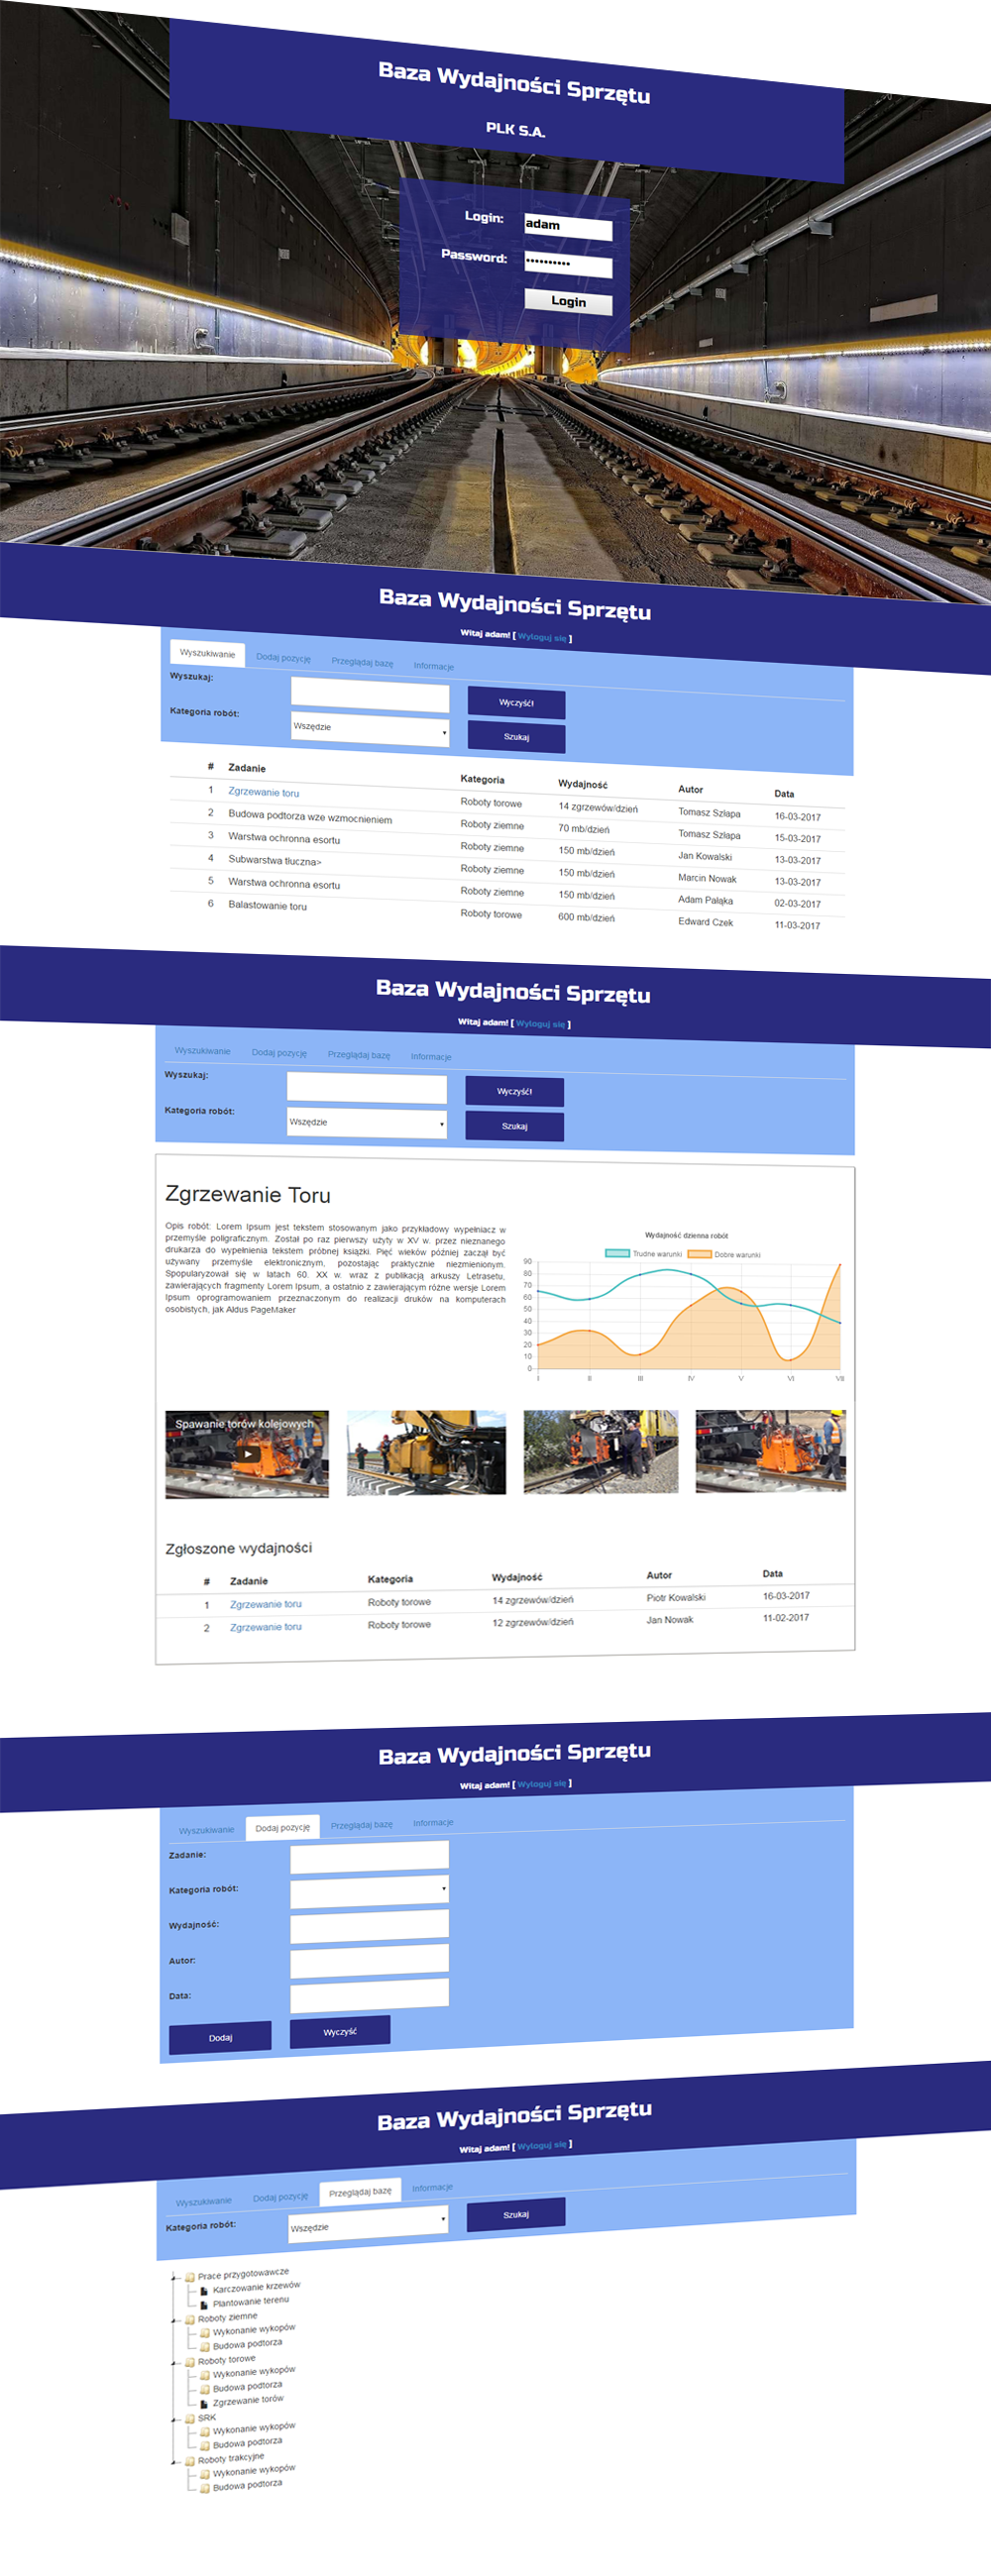 Baza Wydajności Sprzętu
PLK S.A.
Login: adam
Password: ••••••••••
Login
Baza Wydajności Sprzętu
Witaj adam! [ Wyloguj się ]
Wyszukiwanie Dodaj pozycję Przeglądaj bazę Informacje
Wyszukaj: Wyczyść!
Kategoria robót: Wszędzie Szukaj
# Zadanie Kategoria Wydajność Autor Data
1 Zgrzewanie toru Roboty torowe 14 zgrzewów/dzień Tomasz Szlapa 16-03-2017
2 Budowa podtorza wze wzmocnieniem Roboty ziemne 70 mb/dzień Tomasz Szlapa 15-03-2017
3 Warstwa ochronna esortu Roboty ziemne 150 mb/dzień Jan Kowalski 13-03-2017
4 Subwarstwa tłuczna> Roboty ziemne 150 mb/dzień Marcin Nowak 13-03-2017
5 Warstwa ochronna esortu Roboty ziemne 150 mb/dzień Adam Pałąka 02-03-2017
6 Balastowanie toru Roboty torowe 600 mb/dzień Edward Czek 11-03-2017
Baza Wydajności Sprzętu
Witaj adam! [ Wyloguj się ]
Wyszukiwanie Dodaj pozycję Przeglądaj bazę Informacje
Wyszukaj: Wyczyść!
Kategoria robót: Wszędzie Szukaj
Zgrzewanie Toru
Opis robót: Lorem Ipsum jest tekstem stosowanym jako przykładowy wypełniacz w
przemyśle poligraficznym. Został po raz pierwszy użyty w XV w. przez nieznanego
drukarza do wypełnienia tekstem próbnej książki. Pięć wieków później zaczął być
używany przemyśle elektronicznym, pozostając praktycznie niezmienionym.
Spopularyzował się w latach 60. XX w. wraz z publikacją arkuszy Letrasetu,
zawierających fragmenty Lorem Ipsum, a ostatnio z zawierającym różne wersje Lorem
Ipsum oprogramowaniem przeznaczonym do realizacji druków na komputerach
osobistych, jak Aldus PageMaker
Wydajność dzienna robót
Trudne warunki Dobre warunki
90
80
70
60
50
40
30
20
10
0
I II III IV V VI VII
Spawanie torów kolejowych
Zgłoszone wydajności
# Zadanie Kategoria Wydajność Autor Data
1 Zgrzewanie toru Roboty torowe 14 zgrzewów/dzień Piotr Kowalski 16-03-2017
2 Zgrzewanie toru Roboty torowe 12 zgrzewów/dzień Jan Nowak 11-02-2017
Baza Wydajności Sprzętu
Witaj adam! [ Wyloguj się ]
Wyszukiwanie Dodaj pozycję Przeglądaj bazę Informacje
Zadanie:
Kategoria robót:
Wydajność:
Autor:
Data:
Dodaj Wyczyść
Baza Wydajności Sprzętu
Witaj adam! [ Wyloguj się ]
Wyszukiwanie Dodaj pozycję Przeglądaj bazę Informacje
Kategoria robót: Wszędzie Szukaj
Prace przygotowawcze
Karczowanie krzewów
Plantowanie terenu
Roboty ziemne
Wykonanie wykopów
Budowa podtorza
Roboty torowe
Wykonanie wykopów
Budowa podtorza
Zgrzewanie torów
SRK
Wykonanie wykopów
Budowa podtorza
Roboty trakcyjne
Wykonanie wykopów
Budowa podtorza